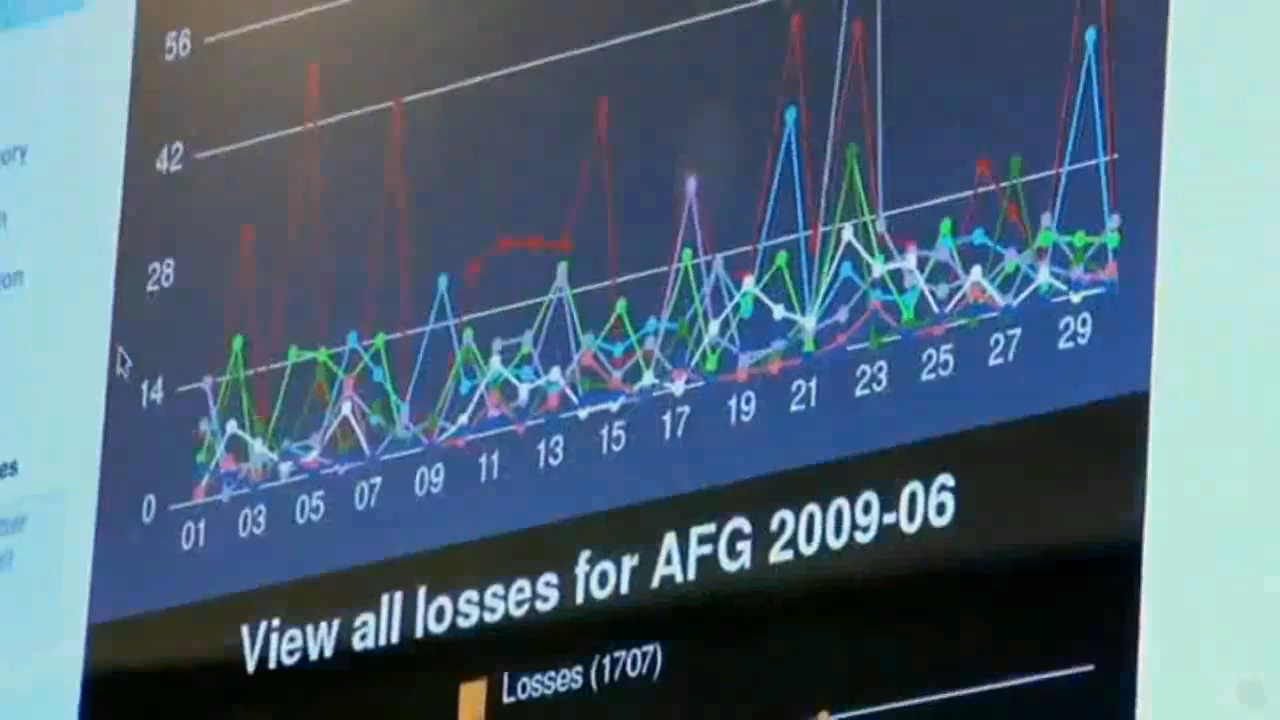 56
42
28
14
0
01 03 05 07 09 11 13 15 17 19 21 23 25 27 29
View all losses for AFG 2009-06
Losses (1707)